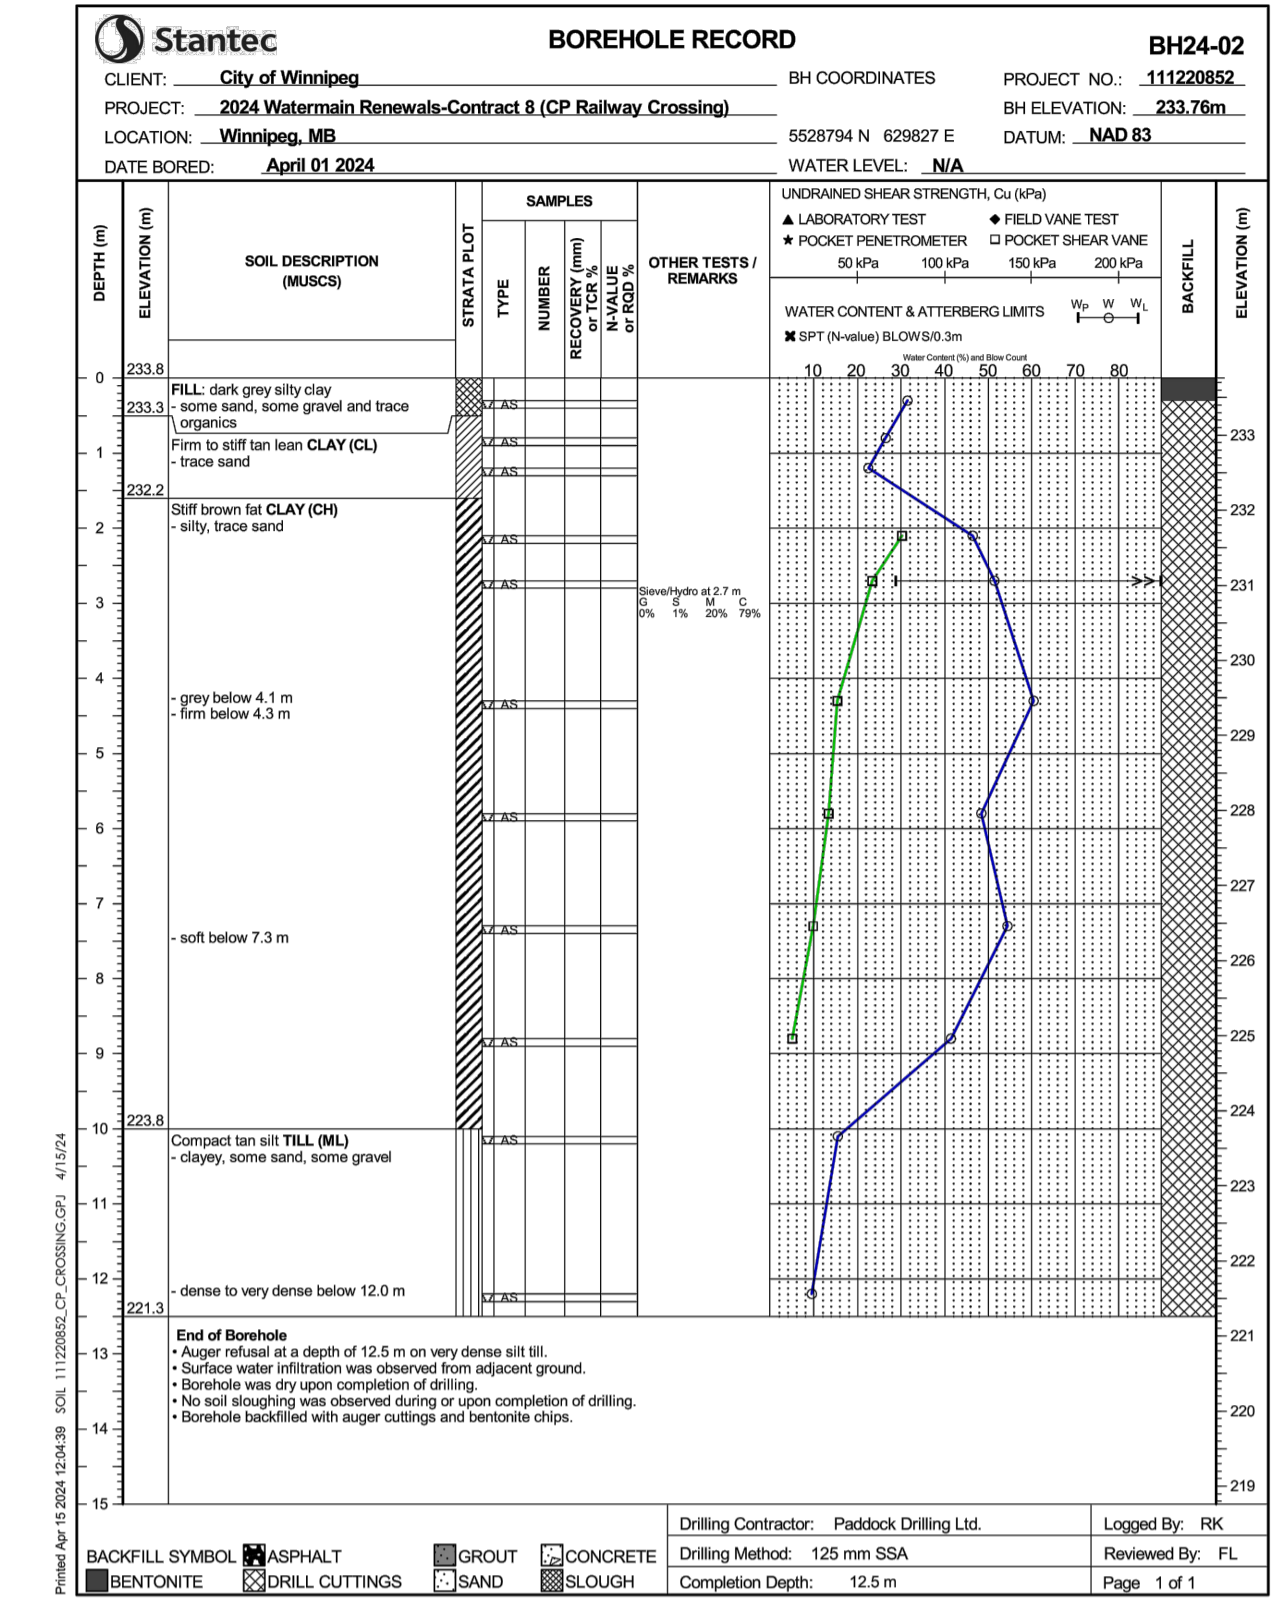 Stantec
BOREHOLE RECORD
BH24-02
CLIENT: City of Winnipeg
BH COORDINATES
PROJECT NO.: 111220852
PROJECT: 2024 Watermain Renewals-Contract 8 (CP Railway Crossing)
BH ELEVATION: 233.76m
LOCATION: Winnipeg, MB
5528794 N 629827 E
DATUM: NAD 83
DATE BORED: April 01 2024
WATER LEVEL: N/A
DEPTH (m)
ELEVATION (m)
SOIL DESCRIPTION
(MUSCS)
STRATA PLOT
SAMPLES
TYPE
NUMBER
RECOVERY (mm)
or TCR %
N-VALUE
or RQD %
OTHER TESTS /
REMARKS
UNDRAINED SHEAR STRENGTH, Cu (kPa)
LABORATORY TEST
FIELD VANE TEST
POCKET PENETROMETER
POCKET SHEAR VANE
50 kPa 100 kPa 150 kPa 200 kPa
WATER CONTENT & ATTERBERG LIMITS
WP W WL
SPT (N-value) BLOWS/0.3m
Water Content (%) and Blow Count
10 20 30 40 50 60 70 80
BACKFILL
ELEVATION (m)
0
233.8
FILL: dark grey silty clay
233.3
- some sand, some gravel and trace
AS
organics
233
Firm to stiff tan lean CLAY (CL)
AS
1
- trace sand
AS
232.2
Stiff brown fat CLAY (CH)
232
2
- silty, trace sand
AS
AS
>>
231
Sieve/Hydro at 2.7 m
G S M C
0% 1% 20% 79%
3
230
4
- grey below 4.1 m
AS
- firm below 4.3 m
229
5
228
AS
6
227
7
AS
- soft below 7.3 m
226
8
225
AS
9
224
223.8
10
Compact tan silt TILL (ML)
AS
- clayey, some sand, some gravel
223
11
222
12
- dense to very dense below 12.0 m
AS
221.3
End of Borehole
221
• Auger refusal at a depth of 12.5 m on very dense silt till.
13
• Surface water infiltration was observed from adjacent ground.
• Borehole was dry upon completion of drilling.
• No soil sloughing was observed during or upon completion of drilling.
• Borehole backfilled with auger cuttings and bentonite chips.
220
14
219
15
Printed Apr 15 2024 12:04:39 SOIL 111220852_CP_CROSSING.GPJ 4/15/24
BACKFILL SYMBOL
ASPHALT
GROUT
CONCRETE
BENTONITE
DRILL CUTTINGS
SAND
SLOUGH
Drilling Contractor: Paddock Drilling Ltd.
Logged By: RK
Drilling Method: 125 mm SSA
Reviewed By: FL
Completion Depth: 12.5 m
Page 1 of 1